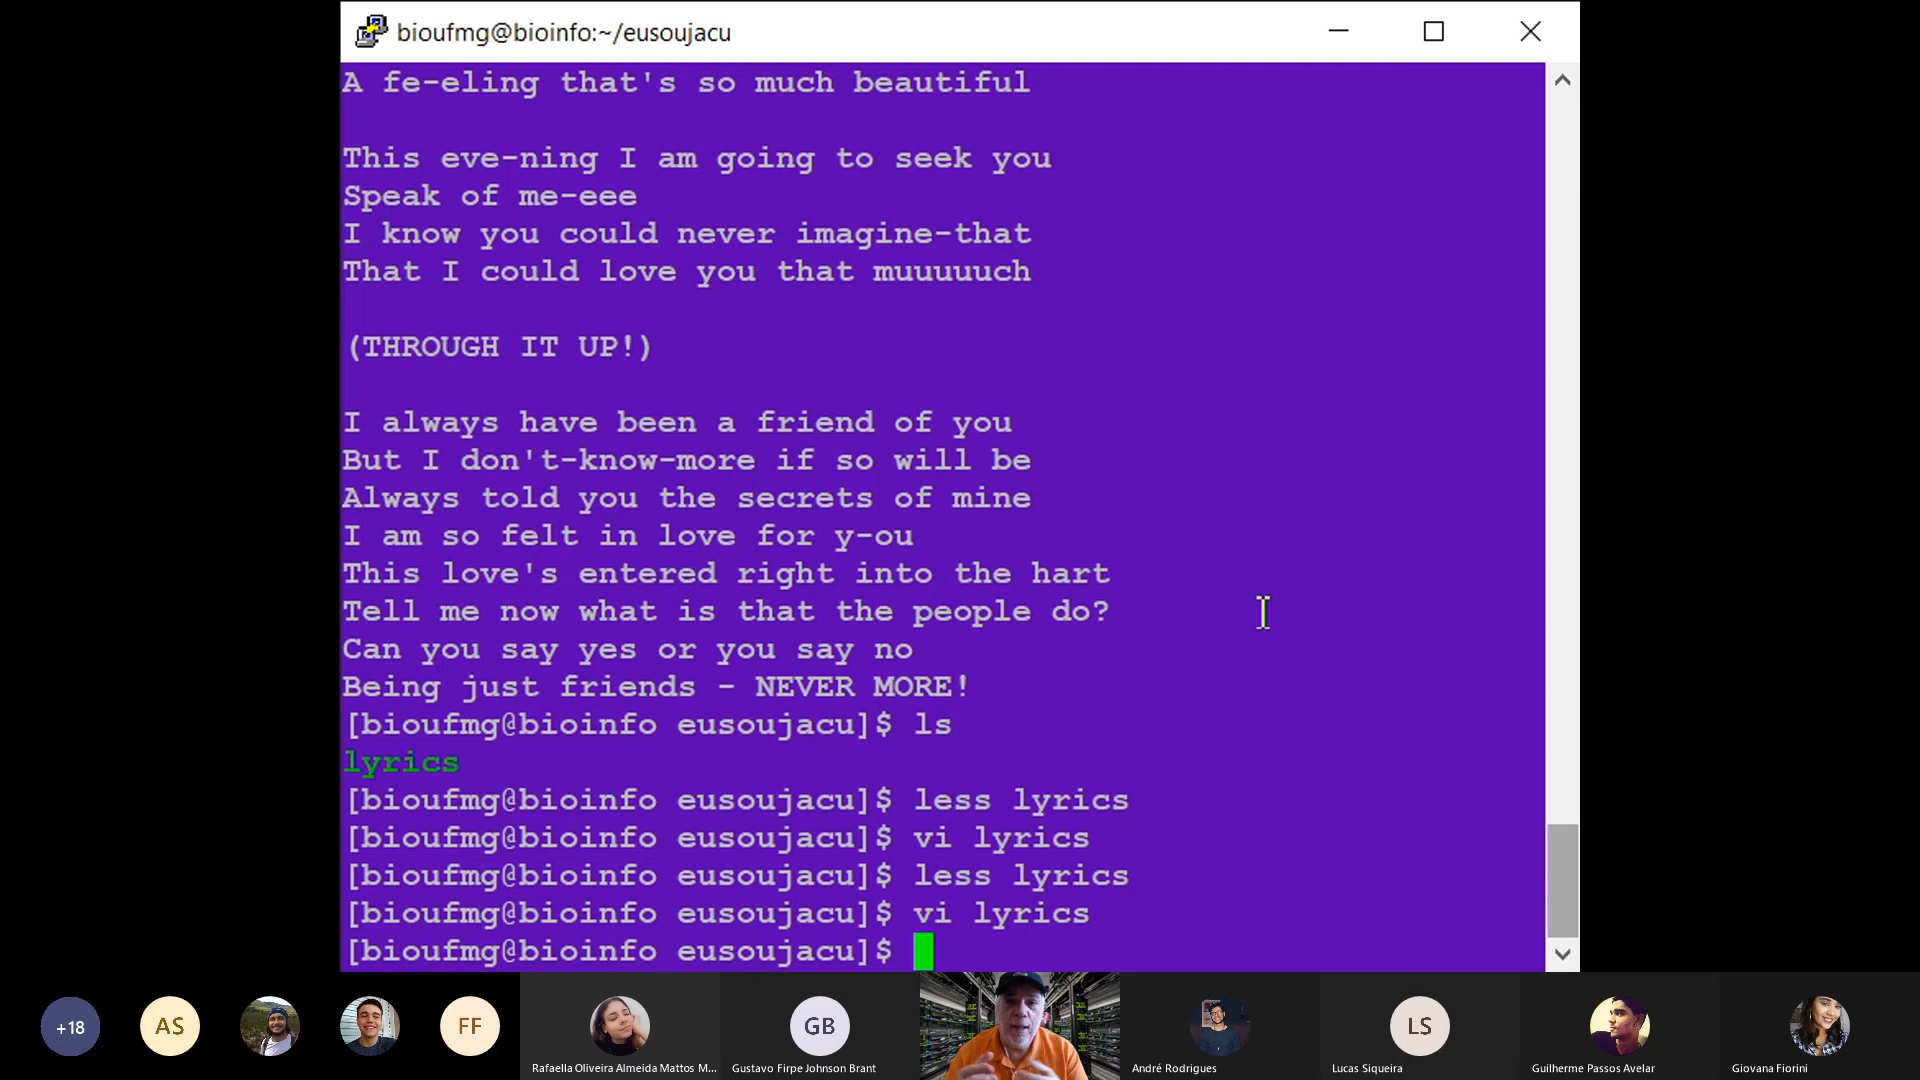 bioufmg@bioinfo:~/eusoujacu
A fe-eling that's so much beautiful
This eve-ning I am going to seek you
Speak of me-eee
I know you could never imagine-that
That I could love you that muuuuuch
(THROUGH IT UP!)
I always have been a friend of you
But I don't-know-more if so will be
Always told you the secrets of mine
I am so felt in love for y-ou
This love's entered right into the hart
Tell me now what is that the people do?
Can you say yes or you say no
Being just friends - NEVER MORE!
[bioufmg@bioinfo eusoujacu]$ ls
lyrics
[bioufmg@bioinfo eusoujacu]$ less lyrics
[bioufmg@bioinfo eusoujacu]$ vi lyrics
[bioufmg@bioinfo eusoujacu]$ less lyrics
[bioufmg@bioinfo eusoujacu]$ vi lyrics
[bioufmg@bioinfo eusoujacu]$
+18 AS FF GB LS
Rafaella Oliveira Almeida Mattos M... Gustavo Firpe Johnson Brant André Rodrigues Lucas Siqueira Guilherme Passos Avelar Giovana Fiorini